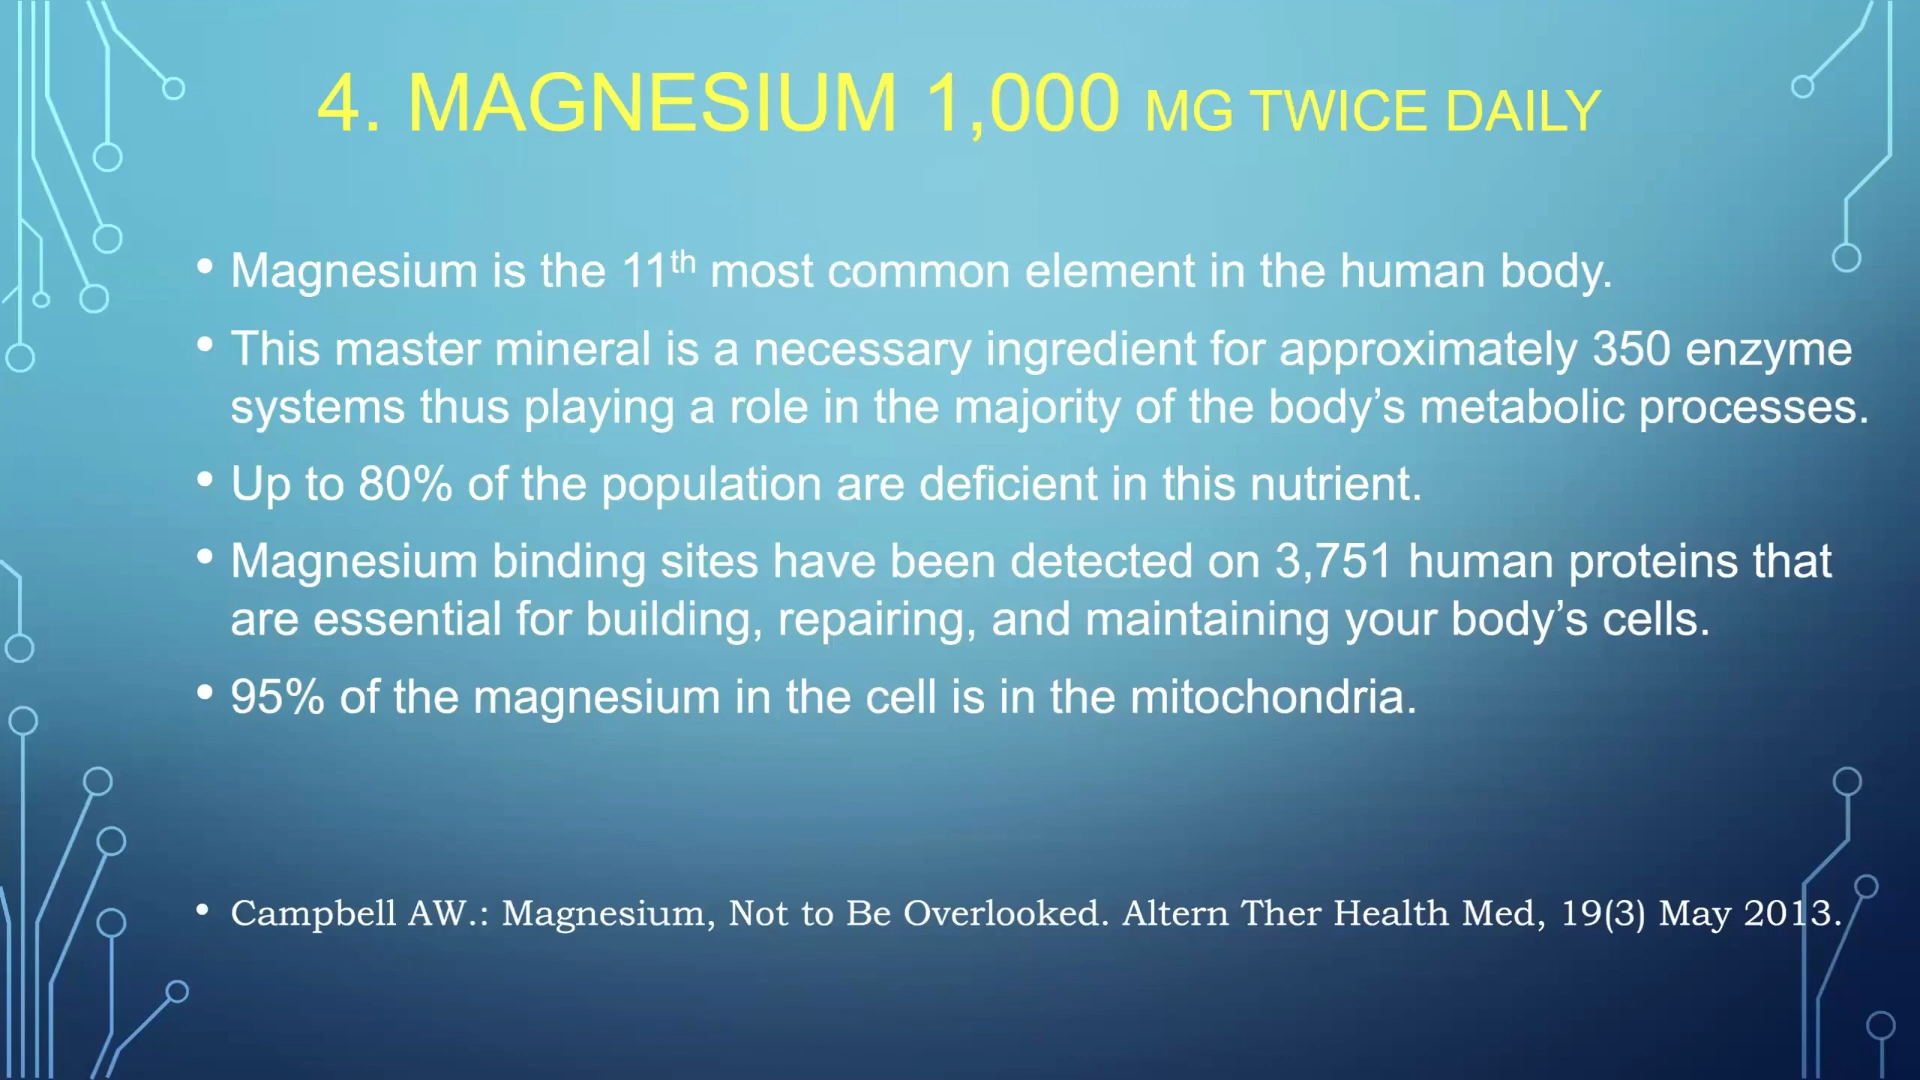 4. MAGNESIUM 1,000 MG TWICE DAILY
• Magnesium is the 11th most common element in the human body.
• This master mineral is a necessary ingredient for approximately 350 enzyme
systems thus playing a role in the majority of the body’s metabolic processes.
• Up to 80% of the population are deficient in this nutrient.
• Magnesium binding sites have been detected on 3,751 human proteins that
are essential for building, repairing, and maintaining your body’s cells.
• 95% of the magnesium in the cell is in the mitochondria.
• Campbell AW.: Magnesium, Not to Be Overlooked. Altern Ther Health Med, 19(3) May 2013.